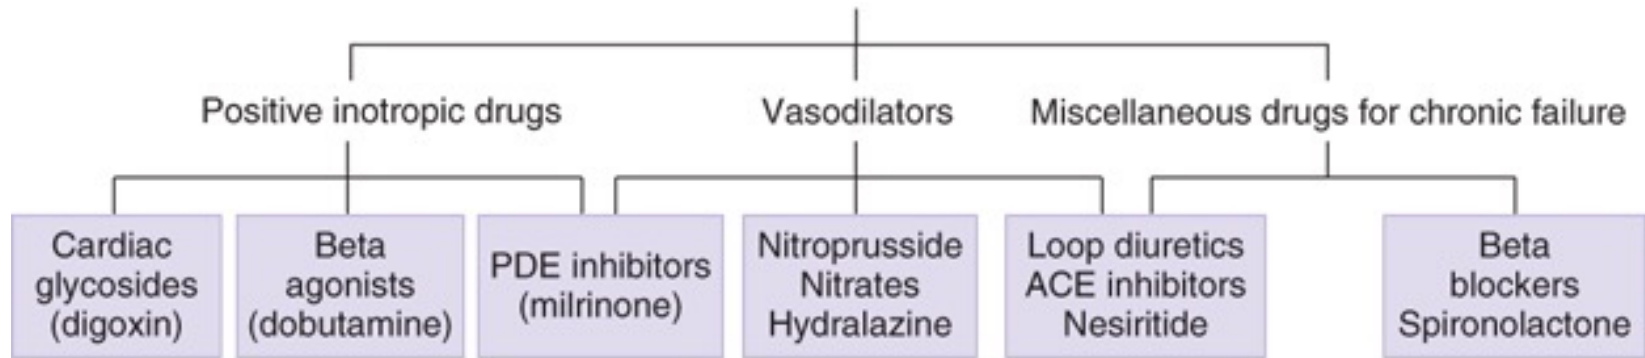 Positive inotropic drugs
Vasodilators
Miscellaneous drugs for chronic failure
Cardiac
glycosides
(digoxin)
Beta
agonists
(dobutamine)
PDE inhibitors
(milrinone)
Nitroprusside
Nitrates
Hydralazine
Loop diuretics
ACE inhibitors
Nesiritide
Beta
blockers
Spironolactone